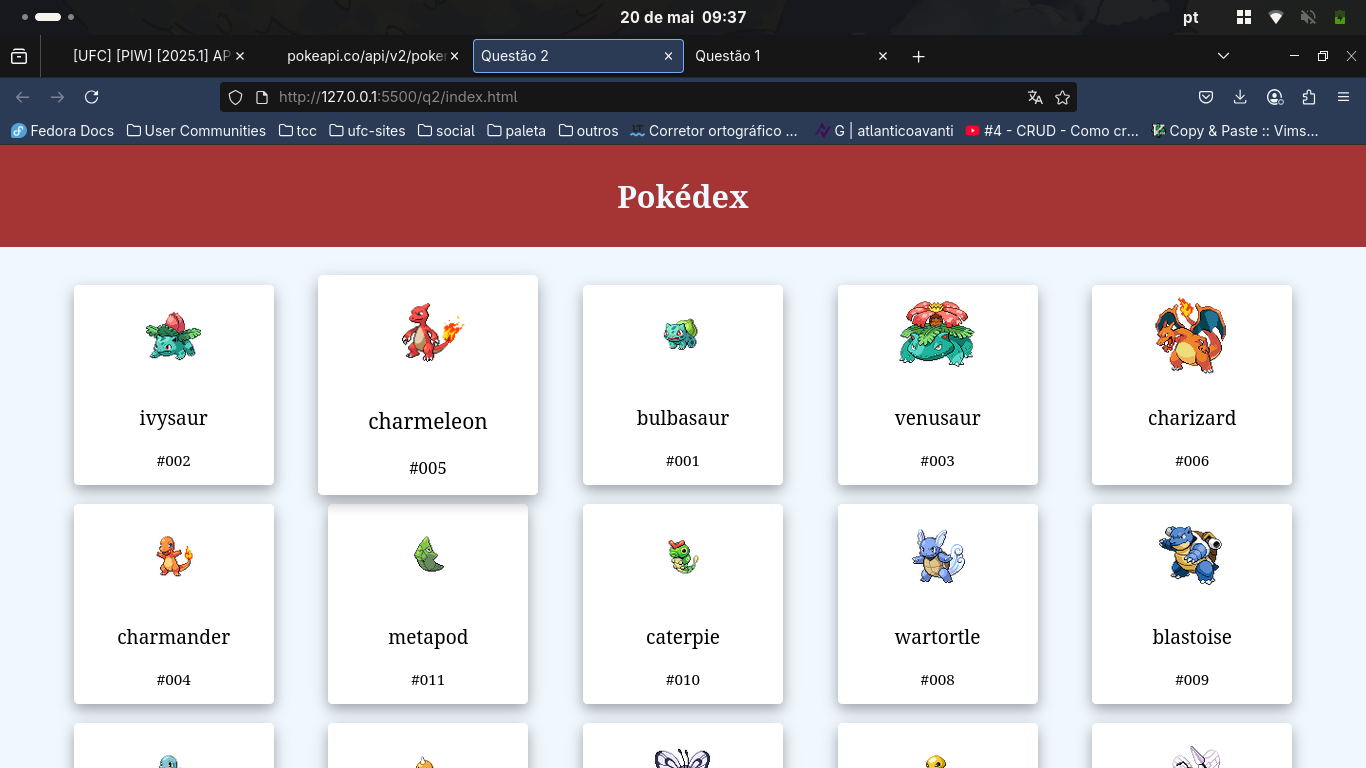 20 de mai 09:37
pt
[UFC] [PIW] [2025.1] AP
pokeapi.co/api/v2/poke
Questão 2
Questão 1
http://127.0.0.1:5500/q2/index.html
Fedora Docs
User Communities
tcc
ufc-sites
social
paleta
outros
Corretor ortográfico ...
G | atlanticoavanti
#4 - CRUD - Como cr...
Copy & Paste :: Vims...
Pokédex
ivysaur
#002
charmeleon
#005
bulbasaur
#001
venusaur
#003
charizard
#006
charmander
#004
metapod
#011
caterpie
#010
wartortle
#008
blastoise
#009